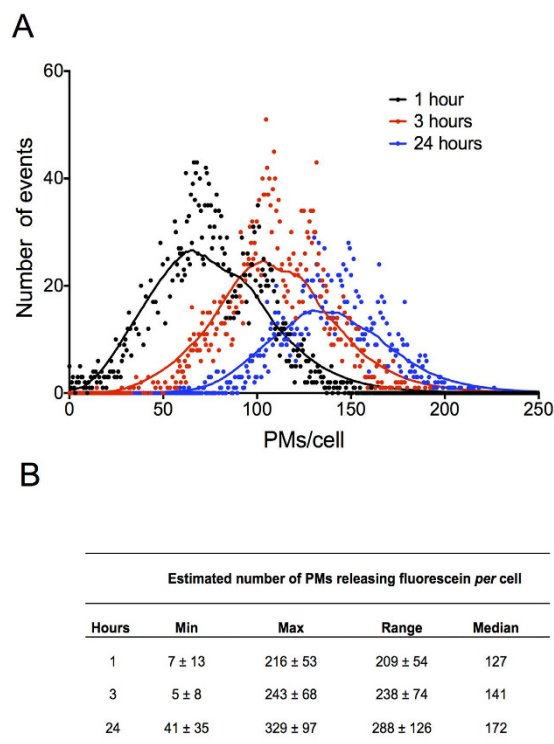 A
60
40
20
0
Number of events
1 hour
3 hours
24 hours
0 50 100 150 200 250
PMs/cell
B
Estimated number of PMs releasing fluorescein per cell
Hours Min Max Range Median
1 7 ± 13 216 ± 53 209 ± 54 127
3 5 ± 8 243 ± 68 238 ± 74 141
24 41 ± 35 329 ± 97 288 ± 126 172